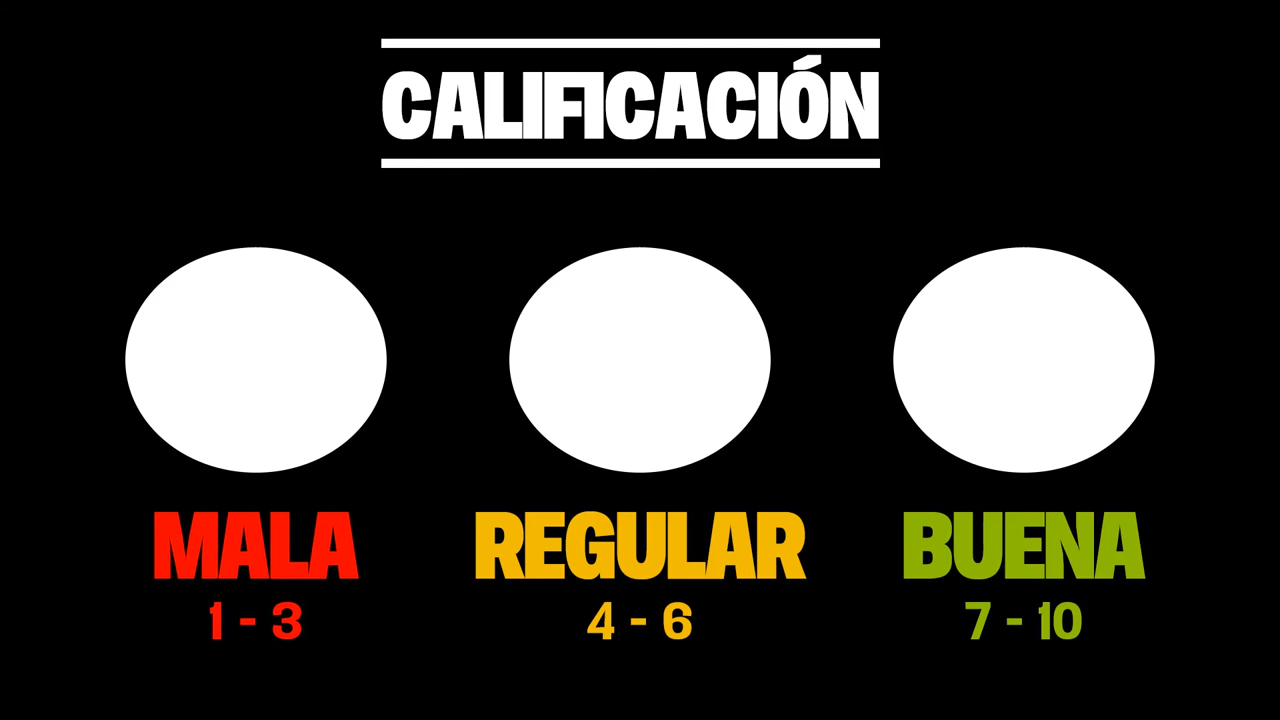 CALIFICACIÓN
MALA
REGULAR
BUENA
1 - 3
4 - 6
7 - 10